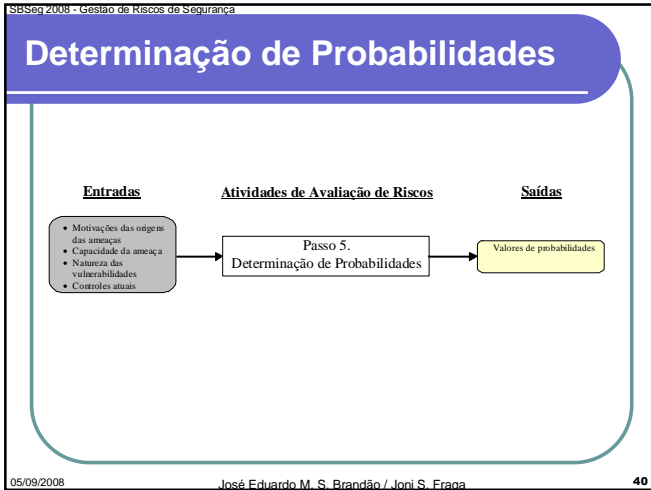 SBSeg 2008 - Gestão de Riscos de Segurança
Determinação de Probabilidades
Entradas
Atividades de Avaliação de Riscos
Saídas
• Motivações das origens
das ameaças
• Capacidade da ameaça
• Natureza das
vulnerabilidades
• Controles atuais
Passo 5.
Determinação de Probabilidades
Valores de probabilidades
05/09/2008
José Eduardo M. S. Brandão / Joni S. Fraga
40